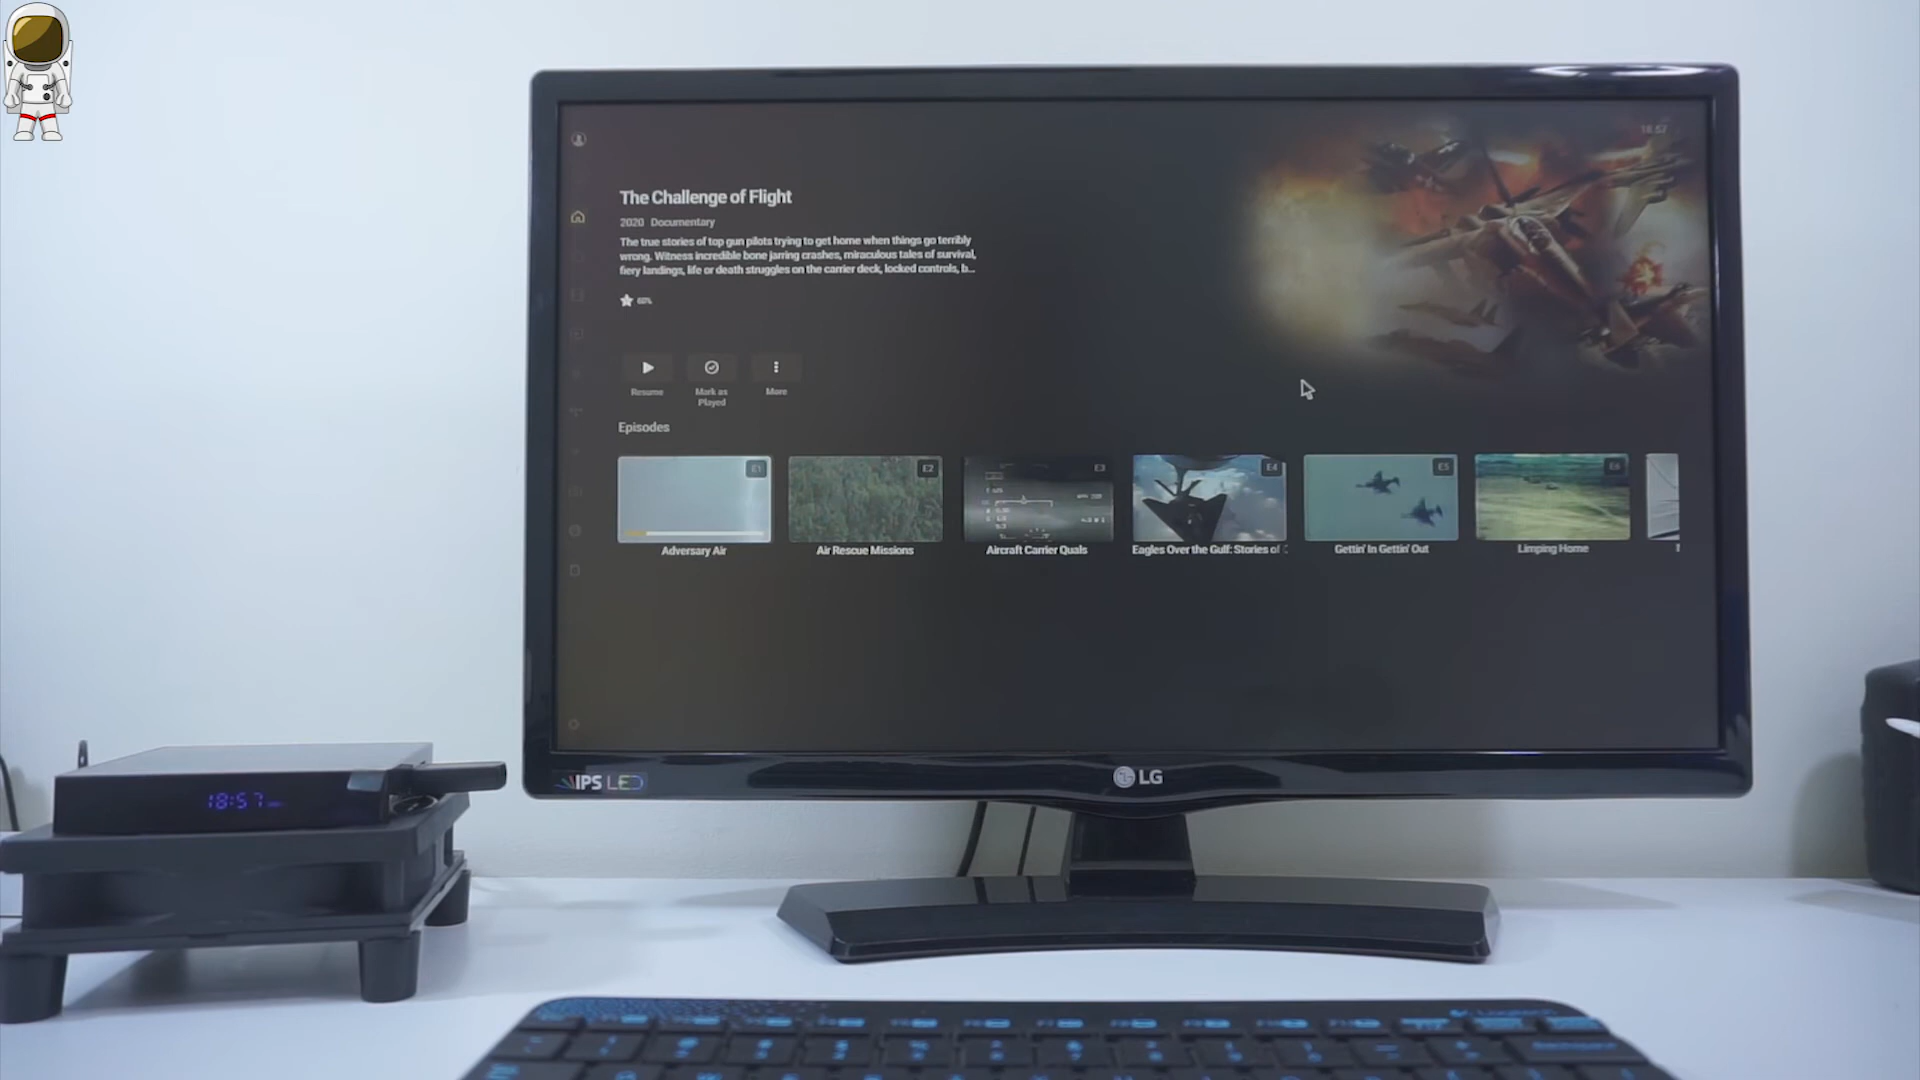 18.57
The Challenge of Flight
2020 Documentary
The true stories of top gun pilots trying to get home when things go terribly
wrong. Witness incredible bone jarring crashes, miraculous tales of survival,
fiery landings, life or death struggles on the carrier deck, locked controls, b...
60%
Resume
Mark as
Played
More
Episodes
E1
E2
E3
E4
E5
E6
Adversary Air
Air Rescue Missions
Aircraft Carrier Quals
Eagles Over the Gulf: Stories of
Gettin' In Gettin' Out
Limping Home
IPS LED
LG
18:57
Logitech